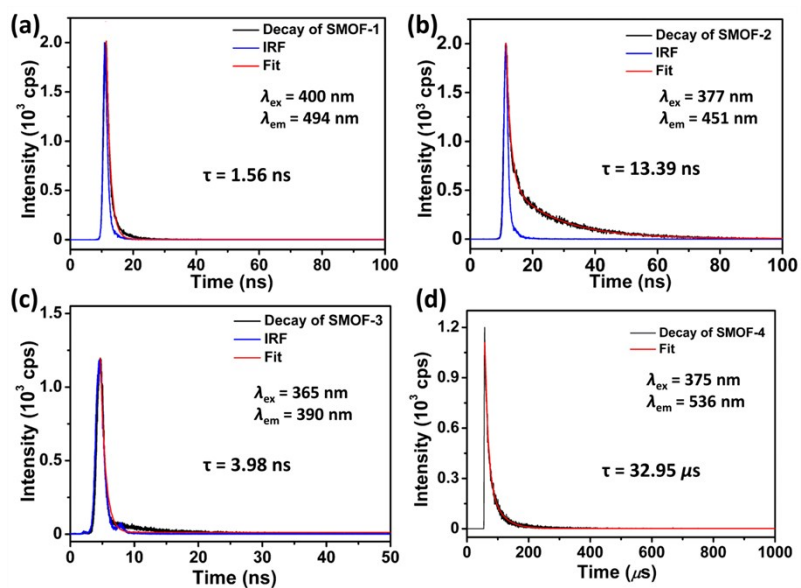 (a)
Decay of SMOF-1
IRF
Fit
λex = 400 nm
λem = 494 nm
τ = 1.56 ns
Intensity (10³ cps)
2.0
1.5
1.0
0.5
0
0 20 40 60 80 100
Time (ns)
(b)
Decay of SMOF-2
IRF
Fit
λex = 377 nm
λem = 451 nm
τ = 13.39 ns
Intensity (10³ cps)
2.0
1.5
1.0
0.5
0
0 20 40 60 80 100
Time (ns)
(c)
Decay of SMOF-3
IRF
Fit
λex = 365 nm
λem = 390 nm
τ = 3.98 ns
Intensity (10³ cps)
1.5
1.0
0.5
0
0 10 20 30 40 50
Time (ns)
(d)
Decay of SMOF-4
Fit
λex = 375 nm
λem = 536 nm
τ = 32.95 μs
Intensity (10³ cps)
1.2
0.9
0.6
0.3
0
0 200 400 600 800 1000
Time (μs)